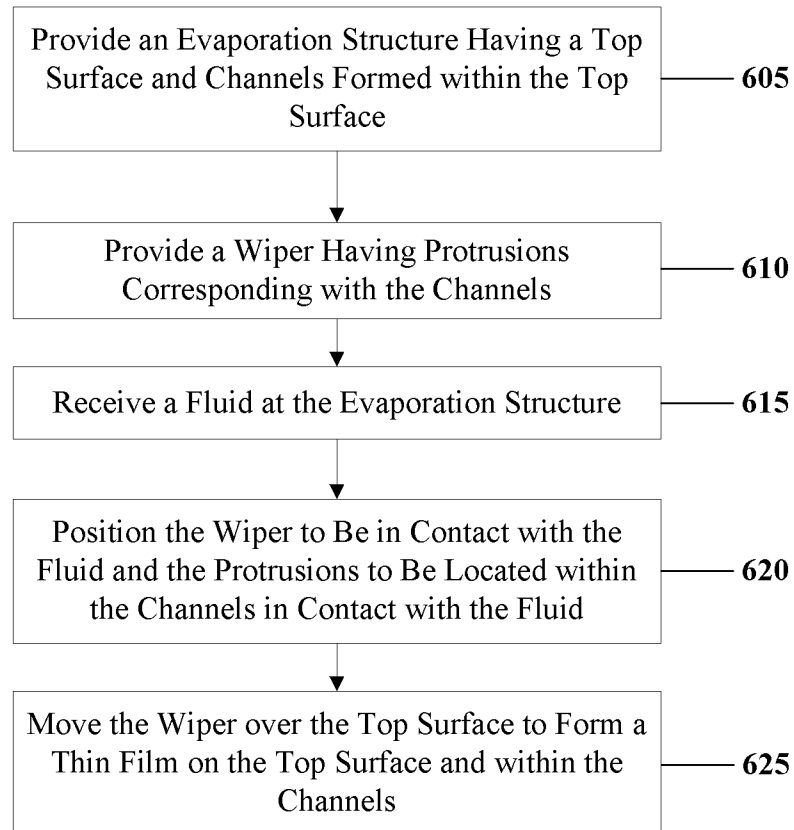 Provide an Evaporation Structure Having a Top
Surface and Channels Formed within the Top
Surface
605
Provide a Wiper Having Protrusions
Corresponding with the Channels
610
Receive a Fluid at the Evaporation Structure
615
Position the Wiper to Be in Contact with the
Fluid and the Protrusions to Be Located within
the Channels in Contact with the Fluid
620
Move the Wiper over the Top Surface to Form a
Thin Film on the Top Surface and within the
Channels
625